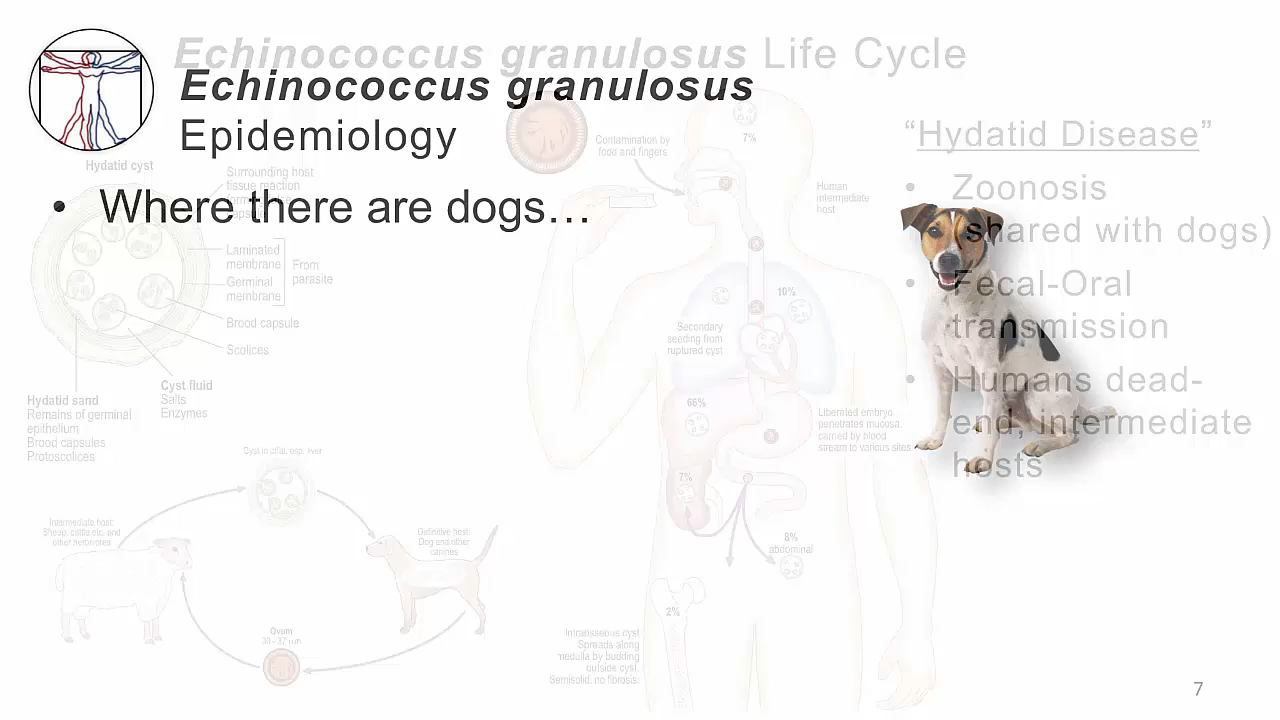 Echinococcus granulosus Life Cycle
Echinococcus granulosus
Epidemiology
• Where there are dogs…
Hydatid cyst
Surrounding host
tissue reaction
Laminated
membrane
Germinal
membrane
From
parasite
Brood capsule
Scolices
Cyst fluid
Salts
Enzymes
Hydatid sand
Remains of germinal
epithelium
Brood capsules
Protoscolices
Contamination by
food and fingers
7%
Human
intermediate
host
10%
Secondary
seeding from
ruptured cyst
66%
Liberated embryo
penetrates mucosa,
carried by blood
stream to various sites
7%
8%
abdominal
2%
Intraosseous cyst
Spreads along
medulla by budding
outside cyst.
Semisolid, no fibrosis.
Cyst in offal, esp. liver
Intermediate host:
Sheep, cattle etc. and
other herbivores
Definitive host:
Dog and other
canines
Ovum
30 - 37 µm
“Hydatid Disease”
• Zoonosis
shared with dogs)
• Fecal-Oral
transmission
• Humans dead-
end, intermediate
hosts
7